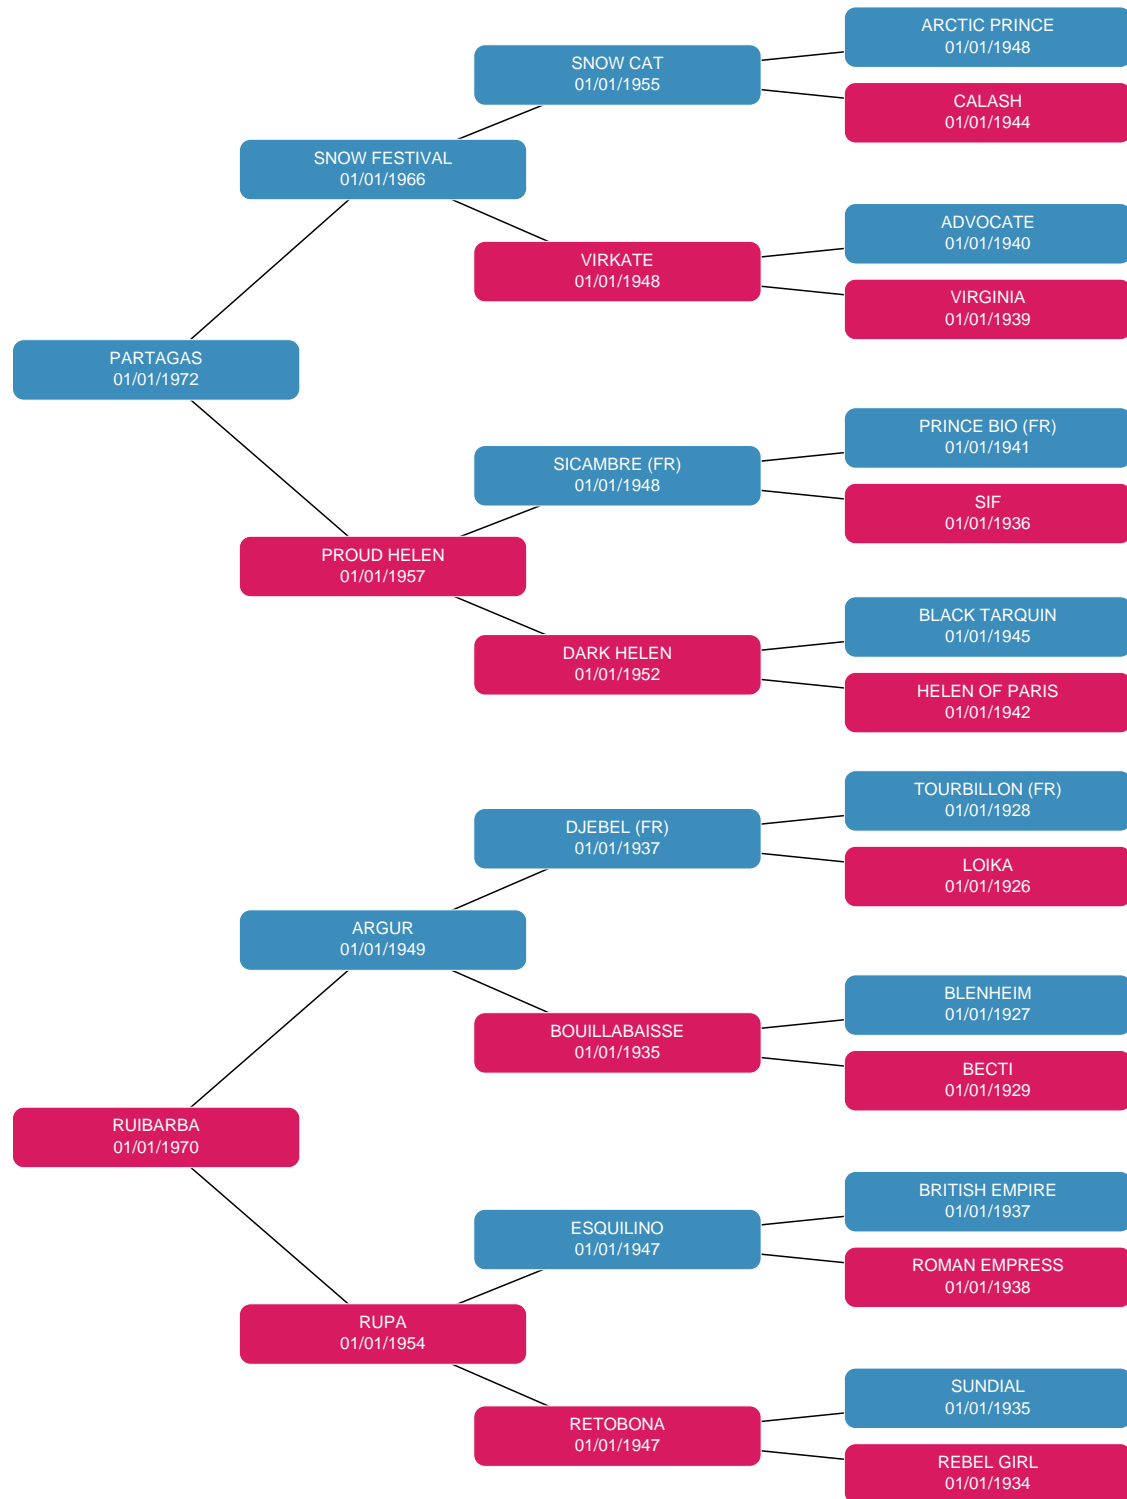 ARCTIC PRINCE
01/01/1948
SNOW CAT
01/01/1955
CALASH
01/01/1944
SNOW FESTIVAL
01/01/1966
ADVOCATE
01/01/1940
VIRKATE
01/01/1948
VIRGINIA
01/01/1939
PARTAGAS
01/01/1972
PRINCE BIO (FR)
01/01/1941
SICAMBRE (FR)
01/01/1948
SIF
01/01/1936
PROUD HELEN
01/01/1957
BLACK TARQUIN
01/01/1945
DARK HELEN
01/01/1952
HELEN OF PARIS
01/01/1942
TOURBILLON (FR)
01/01/1928
DJEBEL (FR)
01/01/1937
LOIKA
01/01/1926
ARGUR
01/01/1949
BLENHEIM
01/01/1927
BOUILLABAISSE
01/01/1935
BECTI
01/01/1929
RUIBARBA
01/01/1970
BRITISH EMPIRE
01/01/1937
ESQUILINO
01/01/1947
ROMAN EMPRESS
01/01/1938
RUPA
01/01/1954
SUNDIAL
01/01/1935
RETOBONA
01/01/1947
REBEL GIRL
01/01/1934